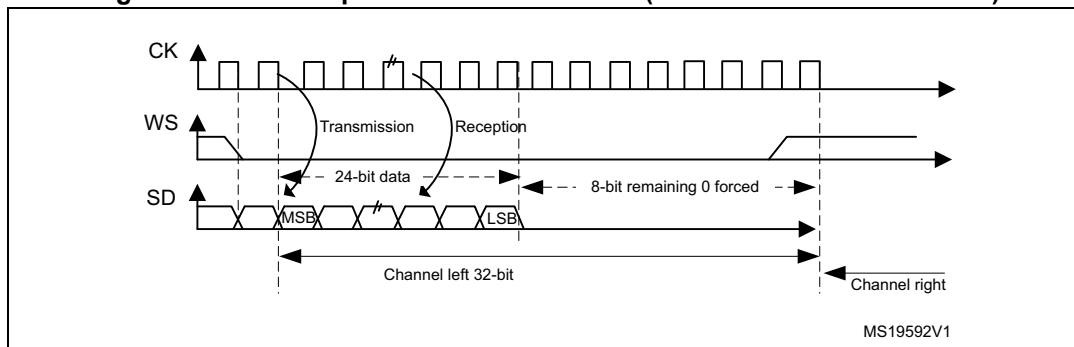 CK
WS
Transmission
Reception
24-bit data
8-bit remaining 0 forced
SD
MSB
LSB
Channel left 32-bit
Channel right
MS19592V1